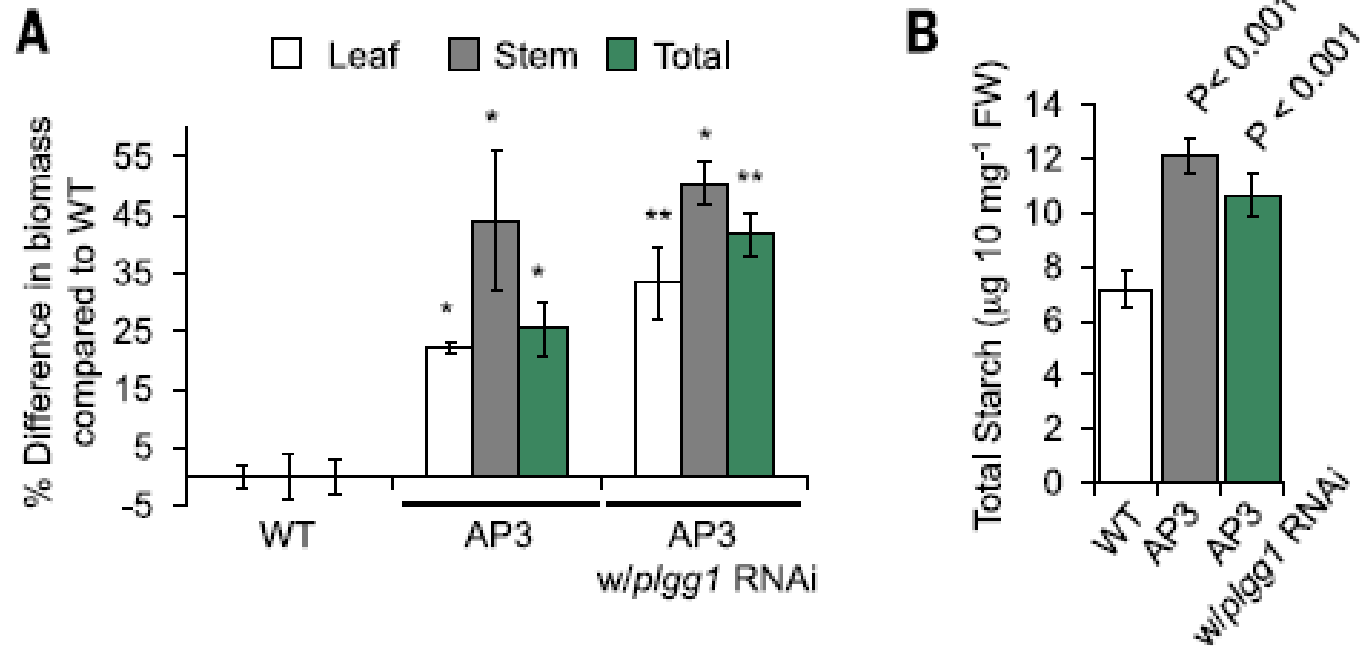 A
Leaf Stem Total
% Difference in biomass
compared to WT
55
45
35
25
15
5
-5
*
*
*
**
*
**
WT
AP3
AP3
w/plgg1 RNAi
B
P< 0.001
P < 0.001
Total Starch (µg 10 mg⁻¹ FW)
14
12
10
8
6
4
2
0
WT
AP3
AP3
w/plgg1 RNAi